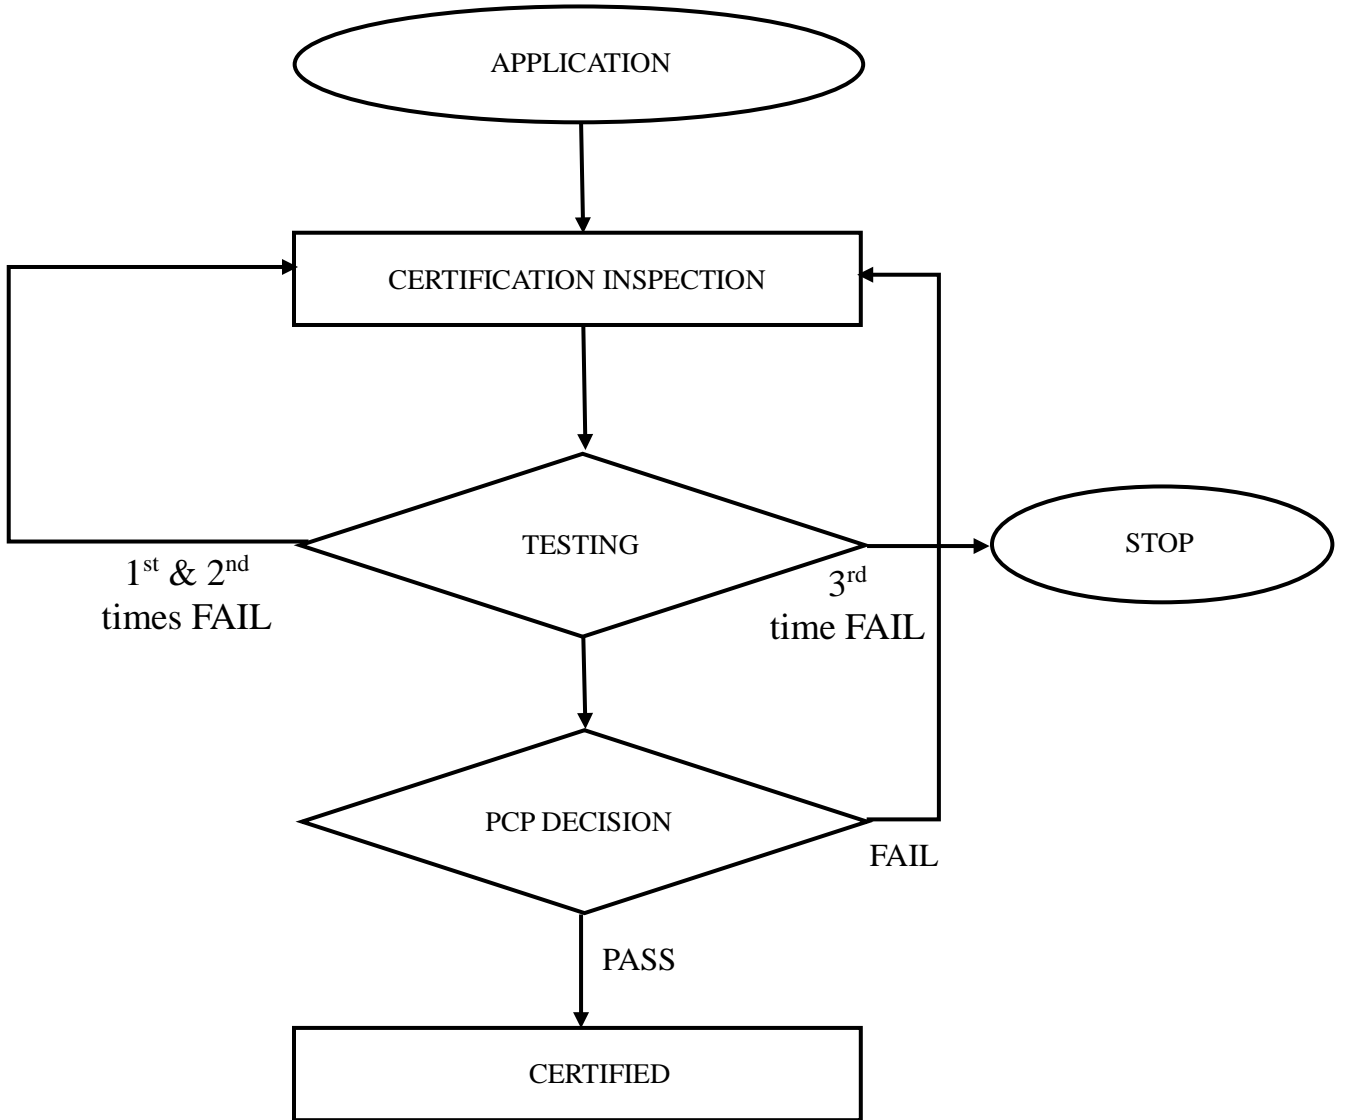 APPLICATION
CERTIFICATION INSPECTION
TESTING
STOP
1st & 2nd
times FAIL
3rd
time FAIL
PCP DECISION
FAIL
PASS
CERTIFIED